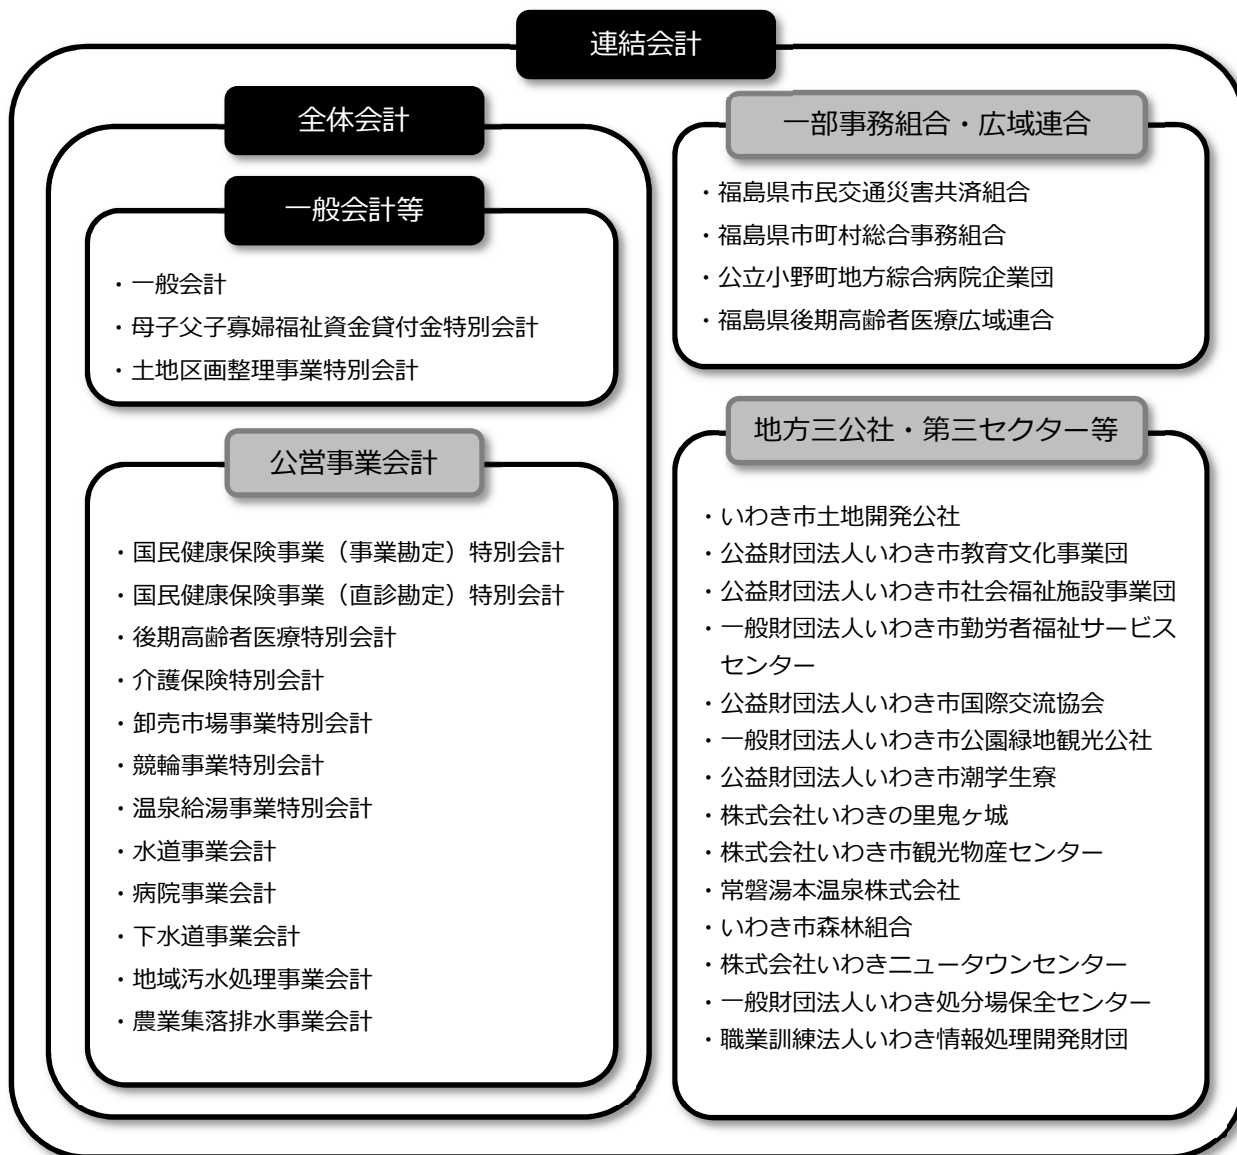 連結会計
全体会計
一般会計等
・一般会計
・母子父子寡婦福祉資金貸付金特別会計
・土地区画整理事業特別会計
公営事業会計
・国民健康保険事業（事業勘定）特別会計
・国民健康保険事業（直診勘定）特別会計
・後期高齢者医療特別会計
・介護保険特別会計
・卸売市場事業特別会計
・競輪事業特別会計
・温泉給湯事業特別会計
・水道事業会計
・病院事業会計
・下水道事業会計
・地域汚水処理事業会計
・農業集落排水事業会計
一部事務組合・広域連合
・福島県市民交通災害共済組合
・福島県市町村総合事務組合
・公立小野町地方綜合病院企業団
・福島県後期高齢者医療広域連合
地方三公社・第三セクター等
・いわき市土地開発公社
・公益財団法人いわき市教育文化事業団
・公益財団法人いわき市社会福祉施設事業団
・一般財団法人いわき市勤労者福祉サービス
センター
・公益財団法人いわき市国際交流協会
・一般財団法人いわき市公園緑地観光公社
・公益財団法人いわき市潮学生寮
・株式会社いわきの里鬼ヶ城
・株式会社いわき市観光物産センター
・常磐湯本温泉株式会社
・いわき市森林組合
・株式会社いわきニュータウンセンター
・一般財団法人いわき処分場保全センター
・職業訓練法人いわき情報処理開発財団